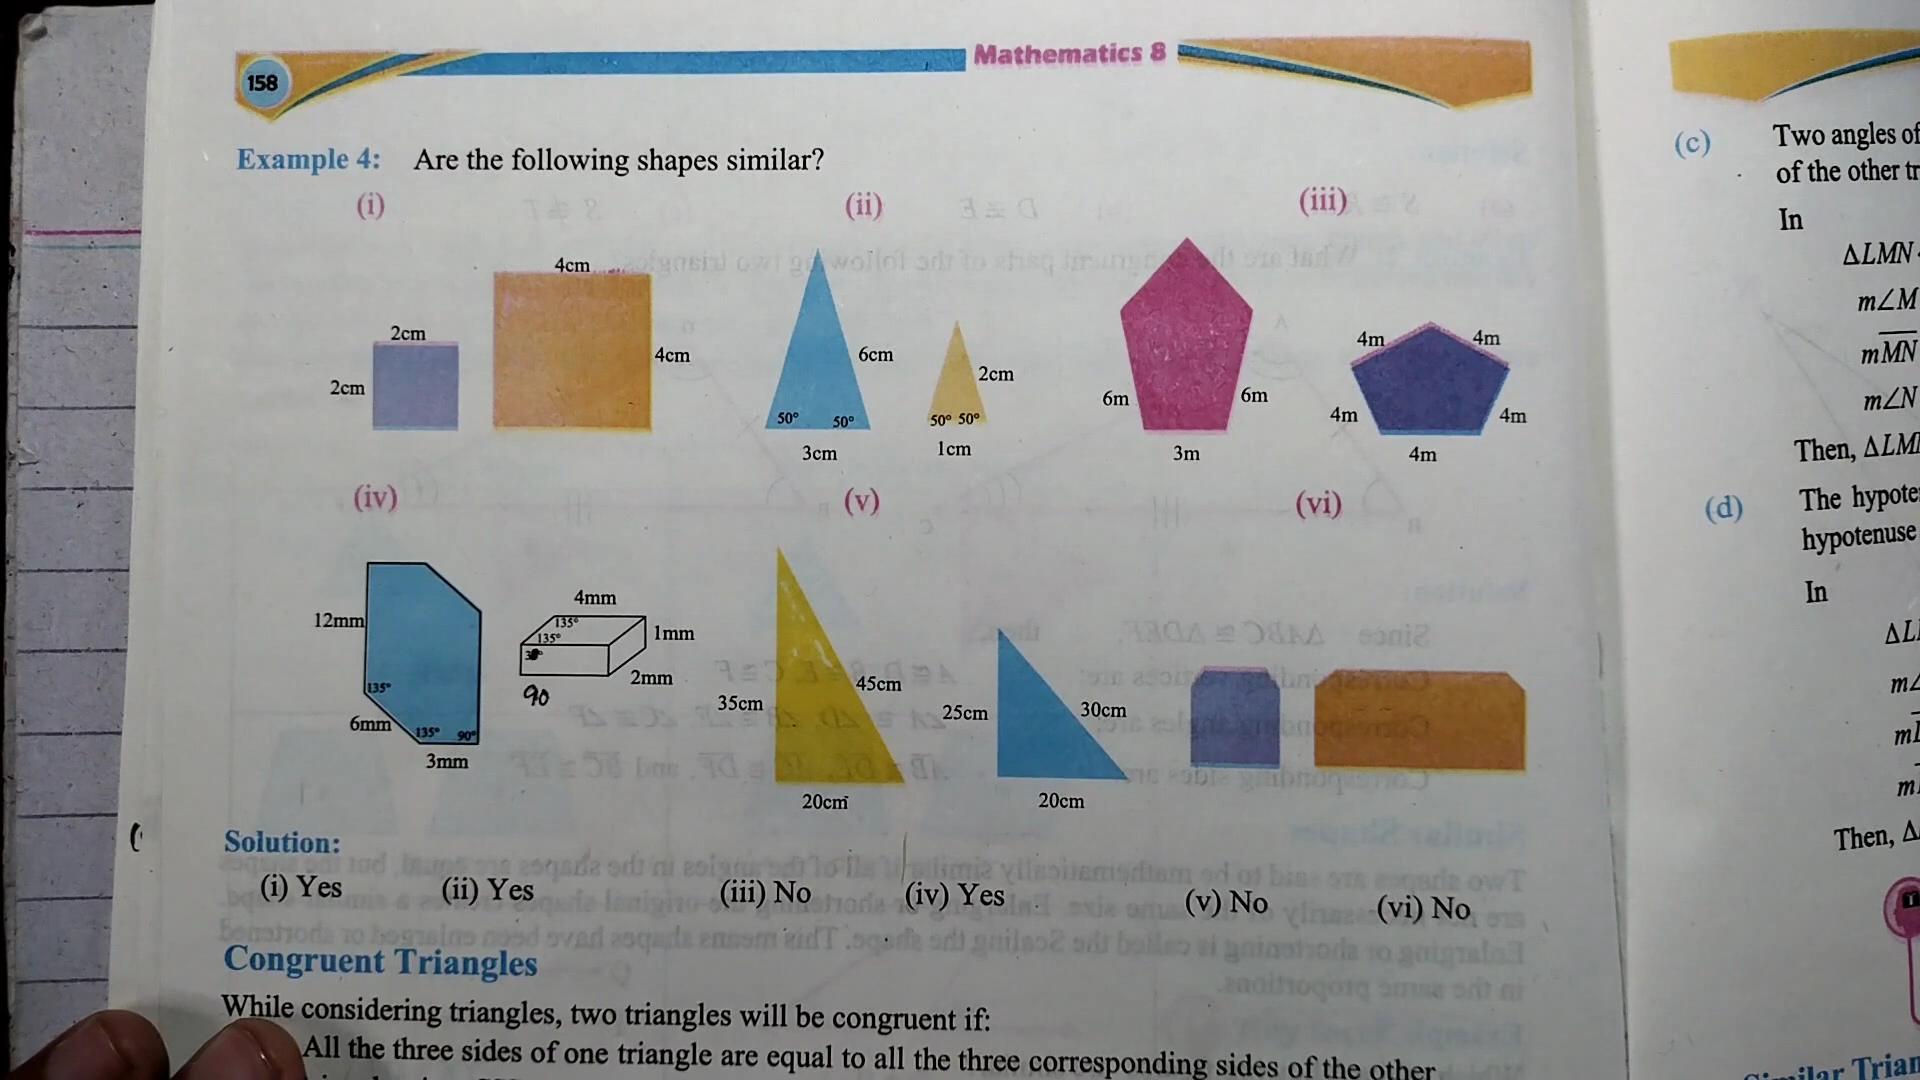 158
Mathematics 8
Example 4: Are the following shapes similar?
(i) (ii) (iii)
4cm
2cm
2cm
4cm
6cm
2cm
50° 50°
50° 50°
3cm
1cm
6m
6m
3m
4m
4m
4m
4m
4m
(iv) (v) (vi)
12mm
135°
6mm
135° 90°
3mm
4mm
135°
135°
1mm
2mm
90
35cm
45cm
20cm
25cm
30cm
20cm
Solution:
(i) Yes (ii) Yes (iii) No (iv) Yes (v) No (vi) No
Congruent Triangles
While considering triangles, two triangles will be congruent if:
All the three sides of one triangle are equal to all the three corresponding sides of the other
(c) Two angles of
of the other
In
ΔLMN
m∠M
mMN
m∠N
Then,
(d) The
hypotenuse
In
Then,